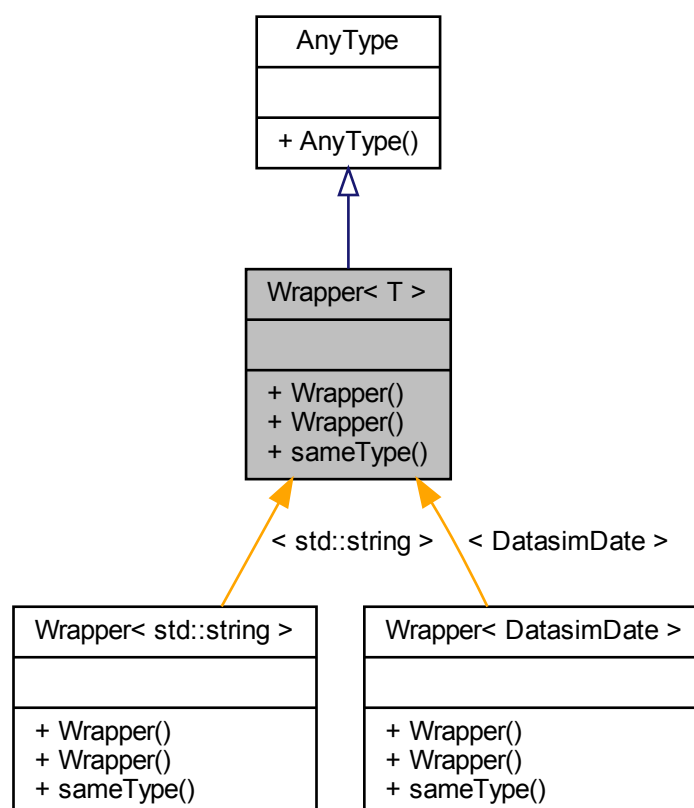 AnyType
+ AnyType()
Wrapper< T >
+ Wrapper()
+ Wrapper()
+ sameType()
< std::string >
< DatasimDate >
Wrapper< std::string >
+ Wrapper()
+ Wrapper()
+ sameType()
Wrapper< DatasimDate >
+ Wrapper()
+ Wrapper()
+ sameType()